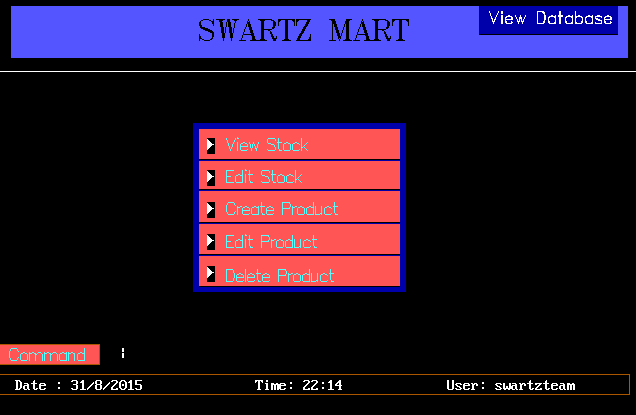 SWARTZ MART
View Database
View Stock
Edit Stock
Create Product
Edit Product
Delete Product
Command
Date : 31/8/2015 Time: 22:14 User: swartzteam